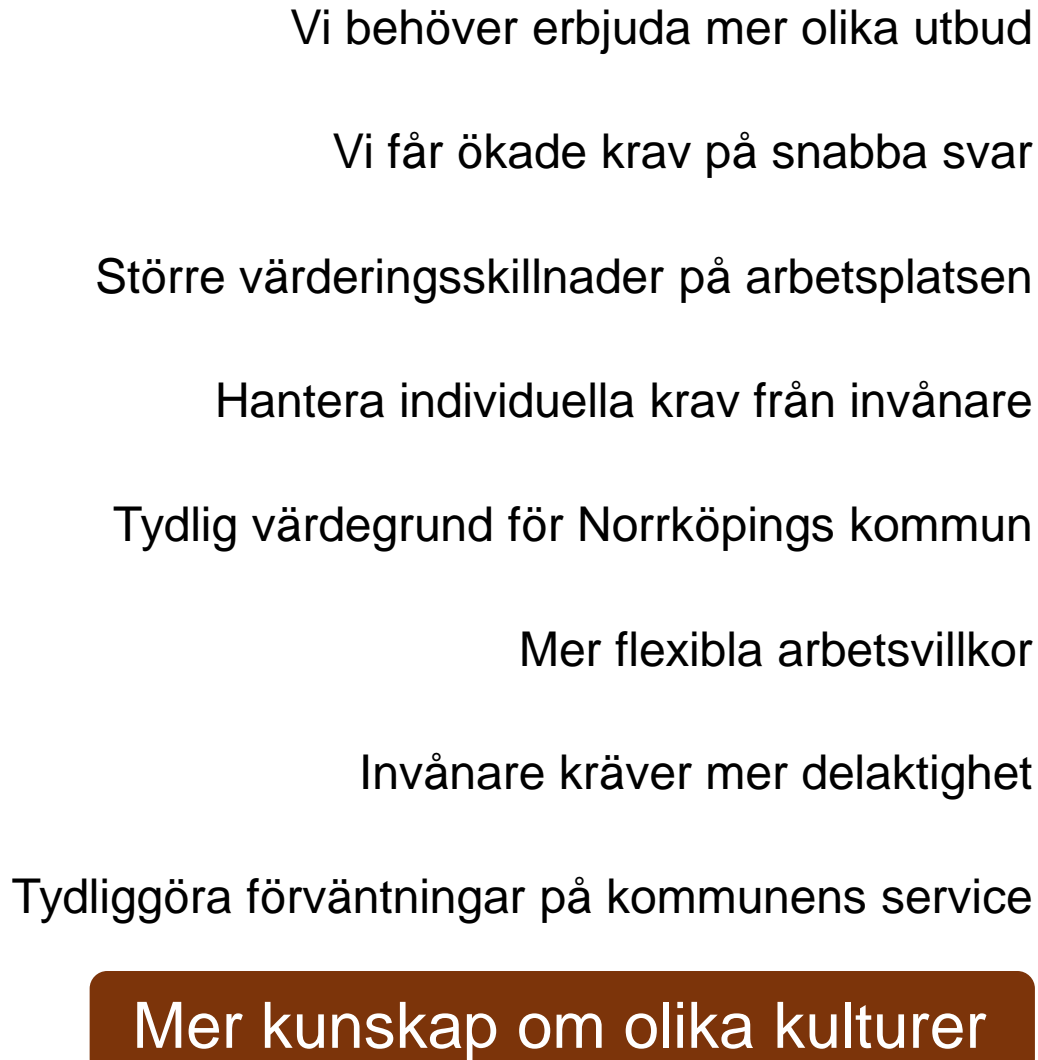 Vi behöver erbjuda mer olika utbud
Vi får ökade krav på snabba svar
Större värderingsskillnader på arbetsplatsen
Hantera individuella krav från invånare
Tydlig värdegrund för Norrköpings kommun
Mer flexibla arbetsvillkor
Invånare kräver mer delaktighet
Tydliggöra förväntningar på kommunens service
Mer kunskap om olika kulturer